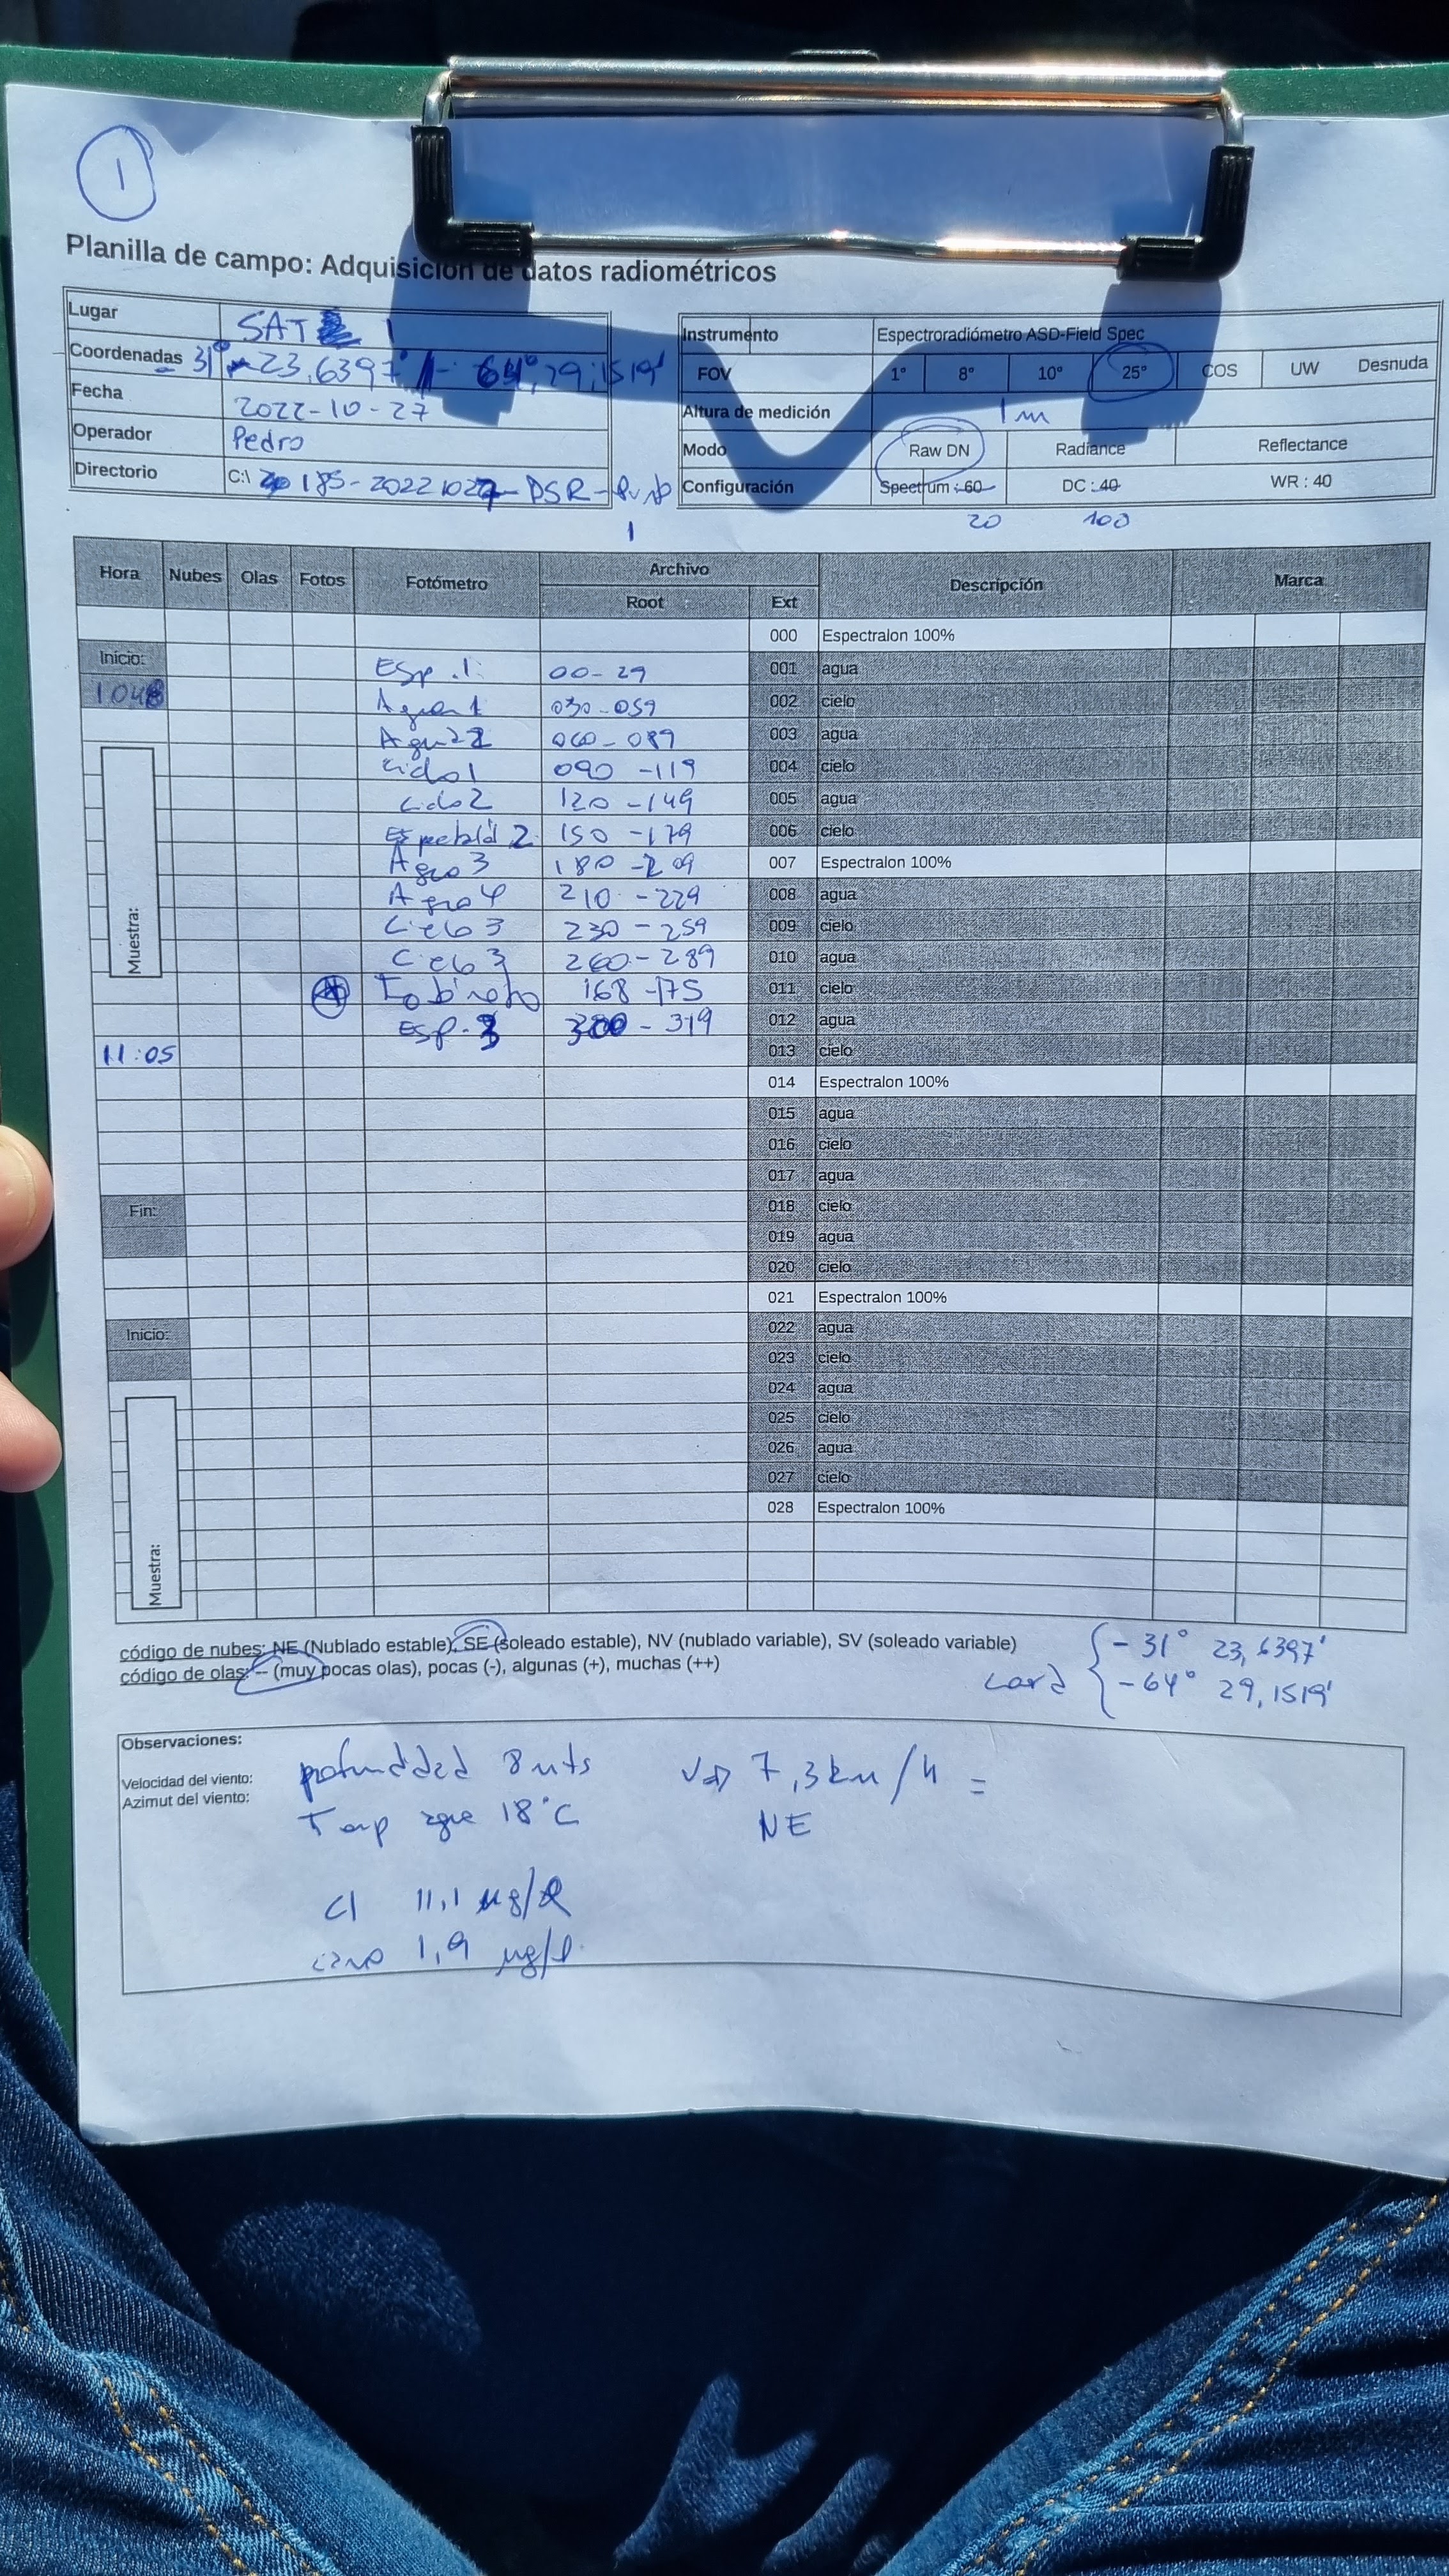 1
Planilla de campo: Adquisición de datos radiométricos
Lugar SAT 1
Coordenadas 31° 23,6397' / - 64°, 29,1519'
Fecha 2022-10-27
Operador Pedro
Directorio C:\ 185-20221027-DSR-
1
Instrumento Espectroradiómetro ASD-Field Spec
FOV 1° 8° 10° 25° COS UW Desnuda
Altura de medición 1 m
Modo Raw DN Radiance Reflectance
Configuración Spectrum : 60 DC : 40 WR : 40
20 100
Hora Nubes Olas Fotos Fotómetro Archivo Descripción Marca
Root Ext
000 Espectralon 100%
Inicio: Esp. 1 00-29 001 agua
1048 Agua 1 030-059 002 cielo
Agua 2 060-089 003 agua
Cielo 1 090-119 004 cielo
Cielo 2 120-149 005 agua
2 150-179 006 cielo
Agua 3 180-209 007 Espectralon 100%
Agua 4 210-229 008 agua
Cielo 3 230-259 009 cielo
Cielo 3 260-289 010 agua
168-175 011 cielo
Esp. 3 300-319 012 agua
11:05 013 cielo
014 Espectralon 100%
015 agua
016 cielo
017 agua
Fin: 018 cielo
019 agua
020 cielo
021 Espectralon 100%
Inicio: 022 agua
023 cielo
024 agua
025 cielo
026 agua
027 cielo
028 Espectralon 100%
Muestra:
Muestra:
código de nubes: NE (Nublado estable), SE (soleado estable), NV (nublado variable), SV (soleado variable)
código de olas: -- (muy pocas olas), pocas (-), algunas (+), muchas (++)
- 31° 23,6397'
- 64° 29,1519'
Observaciones:
Velocidad del viento:
Azimut del viento:
profundidad 8 mts 7,3 km/h =
Temp agua 18°C NE
cl 11,1 µg/l
1,9 µg/l